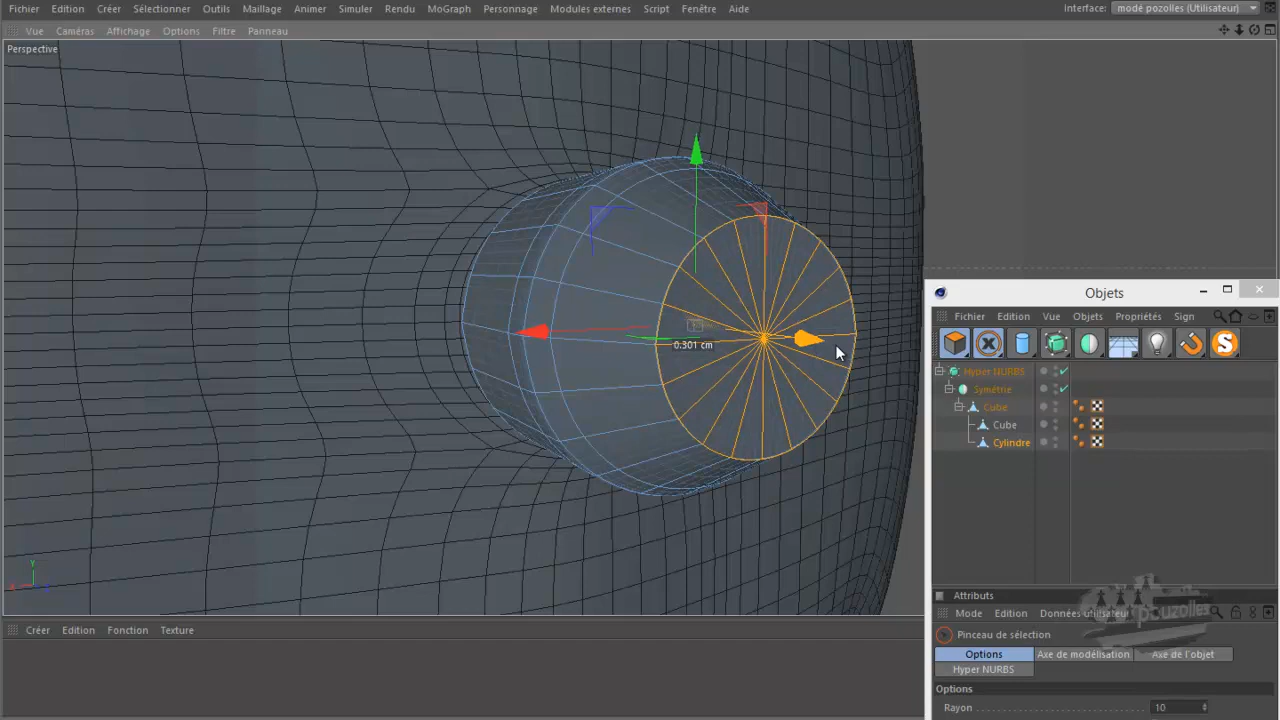 Fichier Edition Créer Sélectionner Outils Maillage Animer Simuler Rendu MoGraph Personnage Modules externes Script Fenêtre Aide Interface: mode pozolles (Utilisateur)
Vue Caméras Affichage Options Filtre Panneau
Perspective
0.301 cm
Y
Objets
Fichier Edition Vue Objets Propriétés Sign
S
Hyper NURBS
Symétrie
Cube
Cube
Cylindre
Attributs
Mode Edition Données utilisateur
pouzolles
Créer Edition Fonction Texture
Pinceau de sélection
Options Axe de modélisation Axe de l'objet
Hyper NURBS
Options
Rayon 10